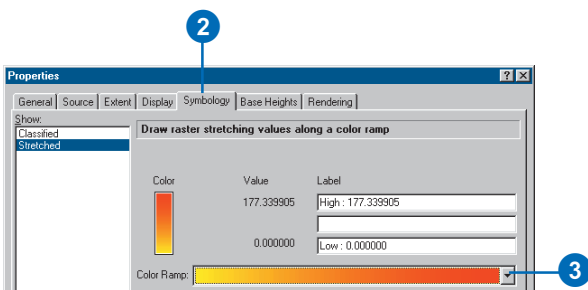 2
Properties
General Source Extent Display Symbology Base Heights Rendering
Show:
Classified
Stretched
Draw raster stretching values along a color ramp
Color Value Label
177.339905 High : 177.339905
0.000000 Low : 0.000000
Color Ramp:
3